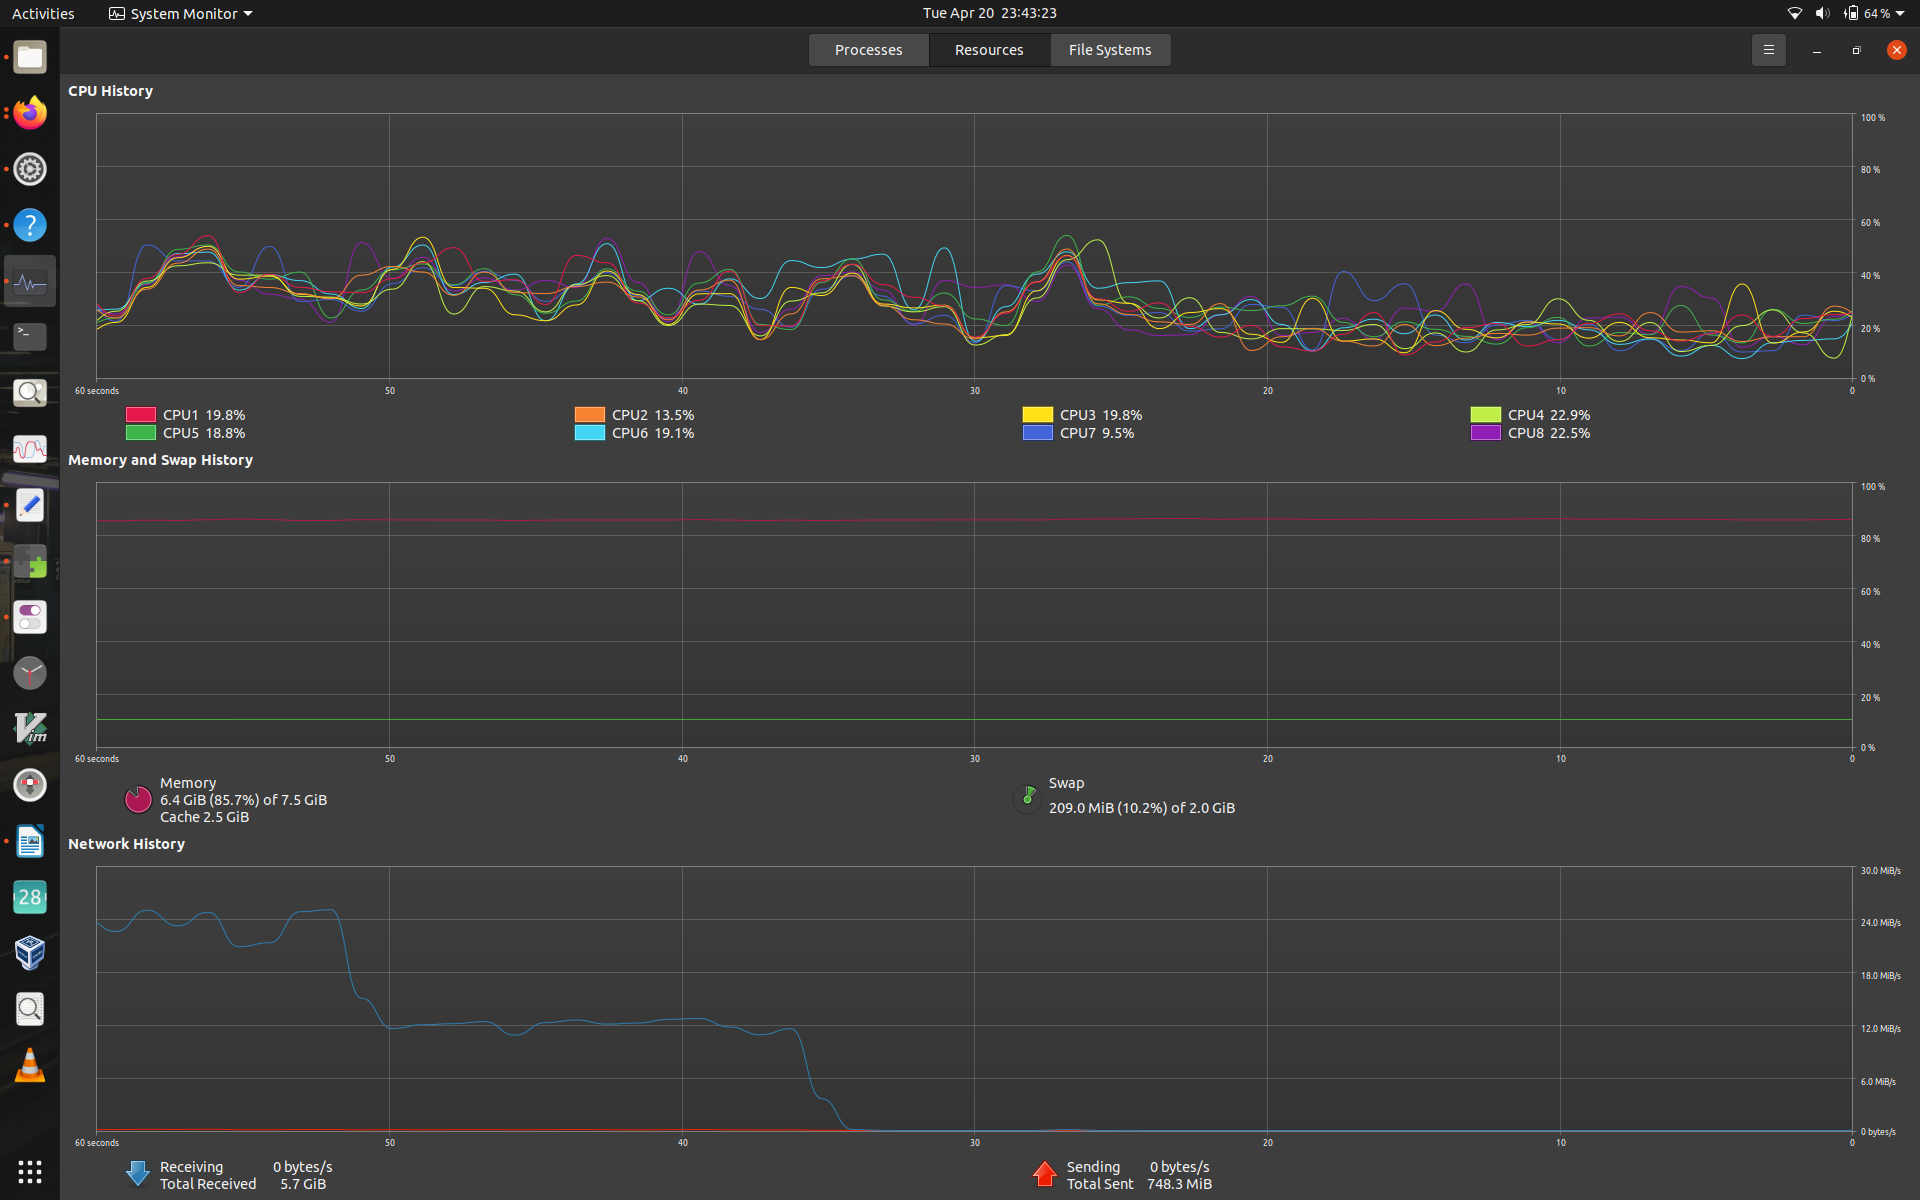 Activities System Monitor Tue Apr 20 23:43:23 64 %
Processes Resources File Systems
CPU History
100 %
80 %
60 %
40 %
20 %
0 %
60 seconds 50 40 30 20 10 0
CPU1 19.8% CPU2 13.5% CPU3 19.8% CPU4 22.9%
CPU5 18.8% CPU6 19.1% CPU7 9.5% CPU8 22.5%
Memory and Swap History
100 %
80 %
60 %
40 %
20 %
0 %
60 seconds 50 40 30 20 10 0
Memory
6.4 GiB (85.7%) of 7.5 GiB
Cache 2.5 GiB
Swap
209.0 MiB (10.2%) of 2.0 GiB
Network History
30.0 MiB/s
24.0 MiB/s
18.0 MiB/s
12.0 MiB/s
6.0 MiB/s
0 bytes/s
60 seconds 50 40 30 20 10 0
Receiving 0 bytes/s Sending 0 bytes/s
Total Received 5.7 GiB Total Sent 748.3 MiB
?
>_
Vim
28